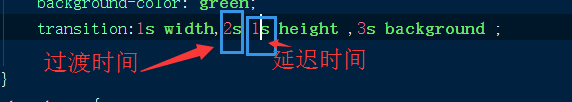 background-color: green;
transition:1s width,2s 1s height ,3s background ;
过渡时间
延迟时间
}